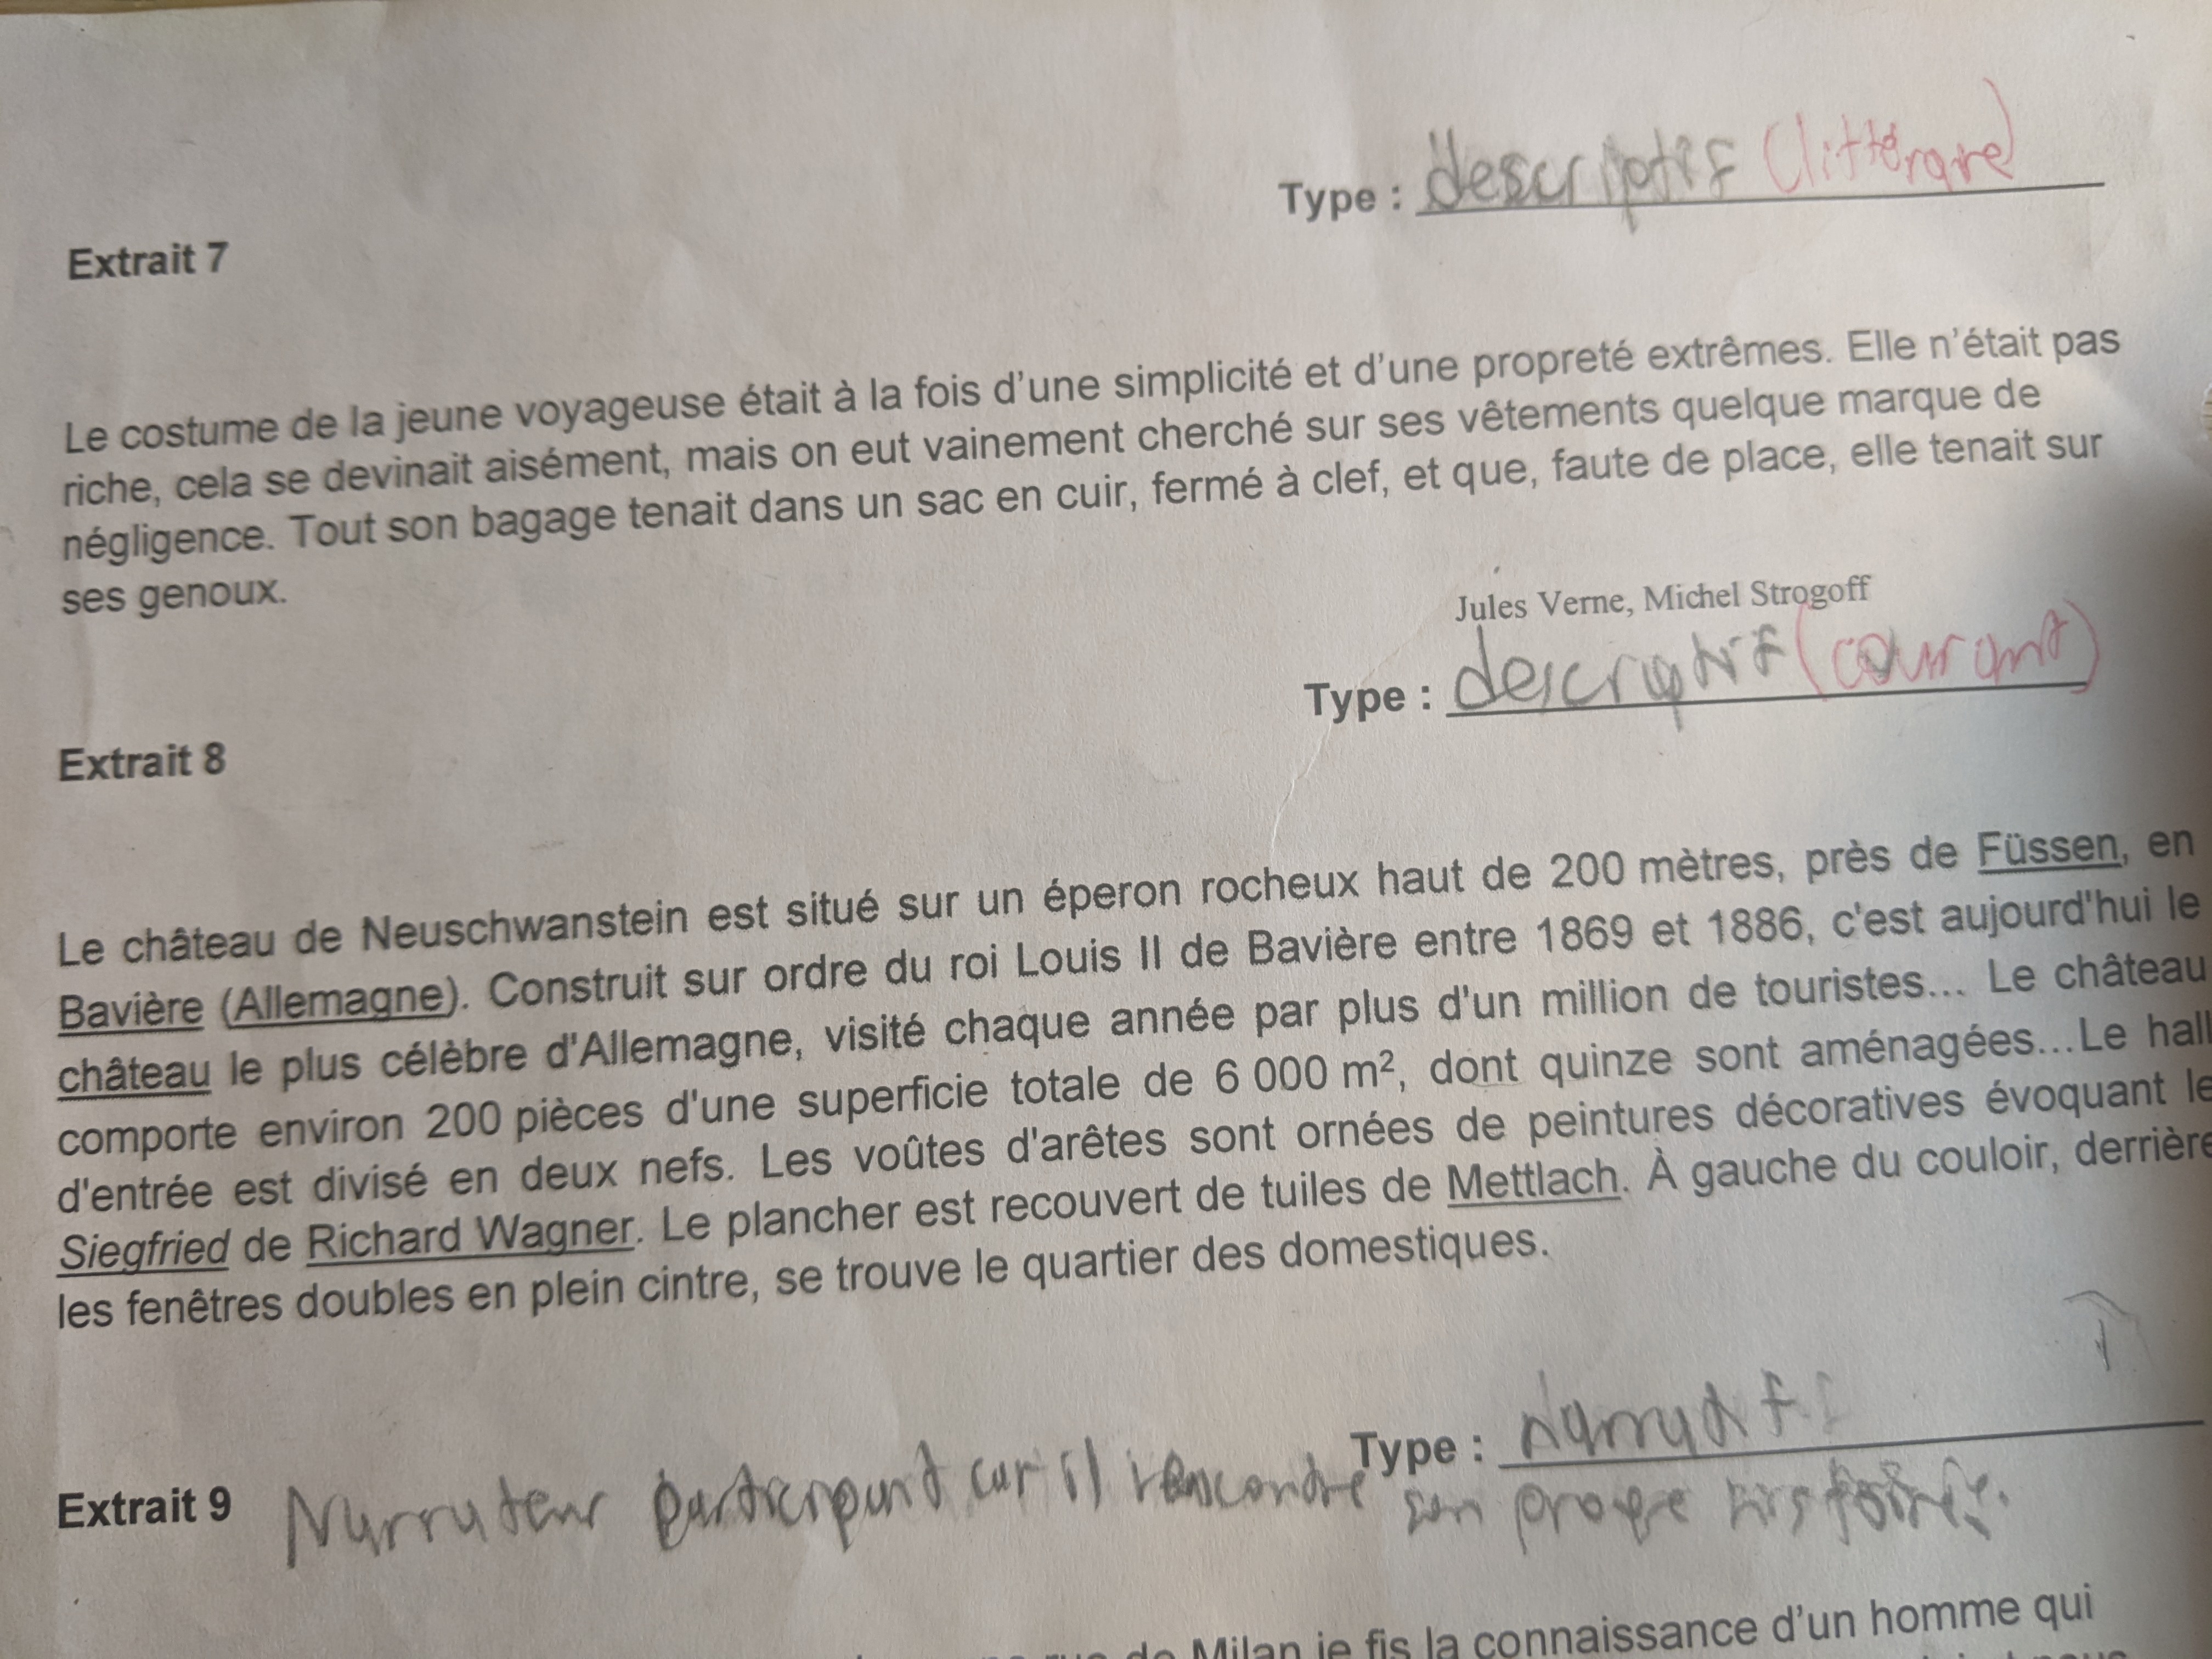 Type : descriptif (littérare)
Extrait 7
Le costume de la jeune voyageuse était à la fois d'une simplicité et d'une propreté extrêmes. Elle n'était pas
riche, cela se devinait aisément, mais on eut vainement cherché sur ses vêtements quelque marque de
négligence. Tout son bagage tenait dans un sac en cuir, fermé à clef, et que, faute de place, elle tenait sur
ses genoux.
Jules Verne, Michel Strogoff
Type : descriptif (courant)
Extrait 8
Le château de Neuschwanstein est situé sur un éperon rocheux haut de 200 mètres, près de Füssen, en
Bavière (Allemagne). Construit sur ordre du roi Louis II de Bavière entre 1869 et 1886, c'est aujourd'hui le
château le plus célèbre d'Allemagne, visité chaque année par plus d'un million de touristes... Le château
comporte environ 200 pièces d'une superficie totale de 6 000 m², dont quinze sont aménagées...Le hall
d'entrée est divisé en deux nefs. Les voûtes d'arêtes sont ornées de peintures décoratives évoquant le
Siegfried de Richard Wagner. Le plancher est recouvert de tuiles de Mettlach. À gauche du couloir, derrière
les fenêtres doubles en plein cintre, se trouve le quartier des domestiques.
Type : narratif
Extrait 9 Narrateur participant car il son propre histoire.
de Milan je fis la connaissance d'un homme qui